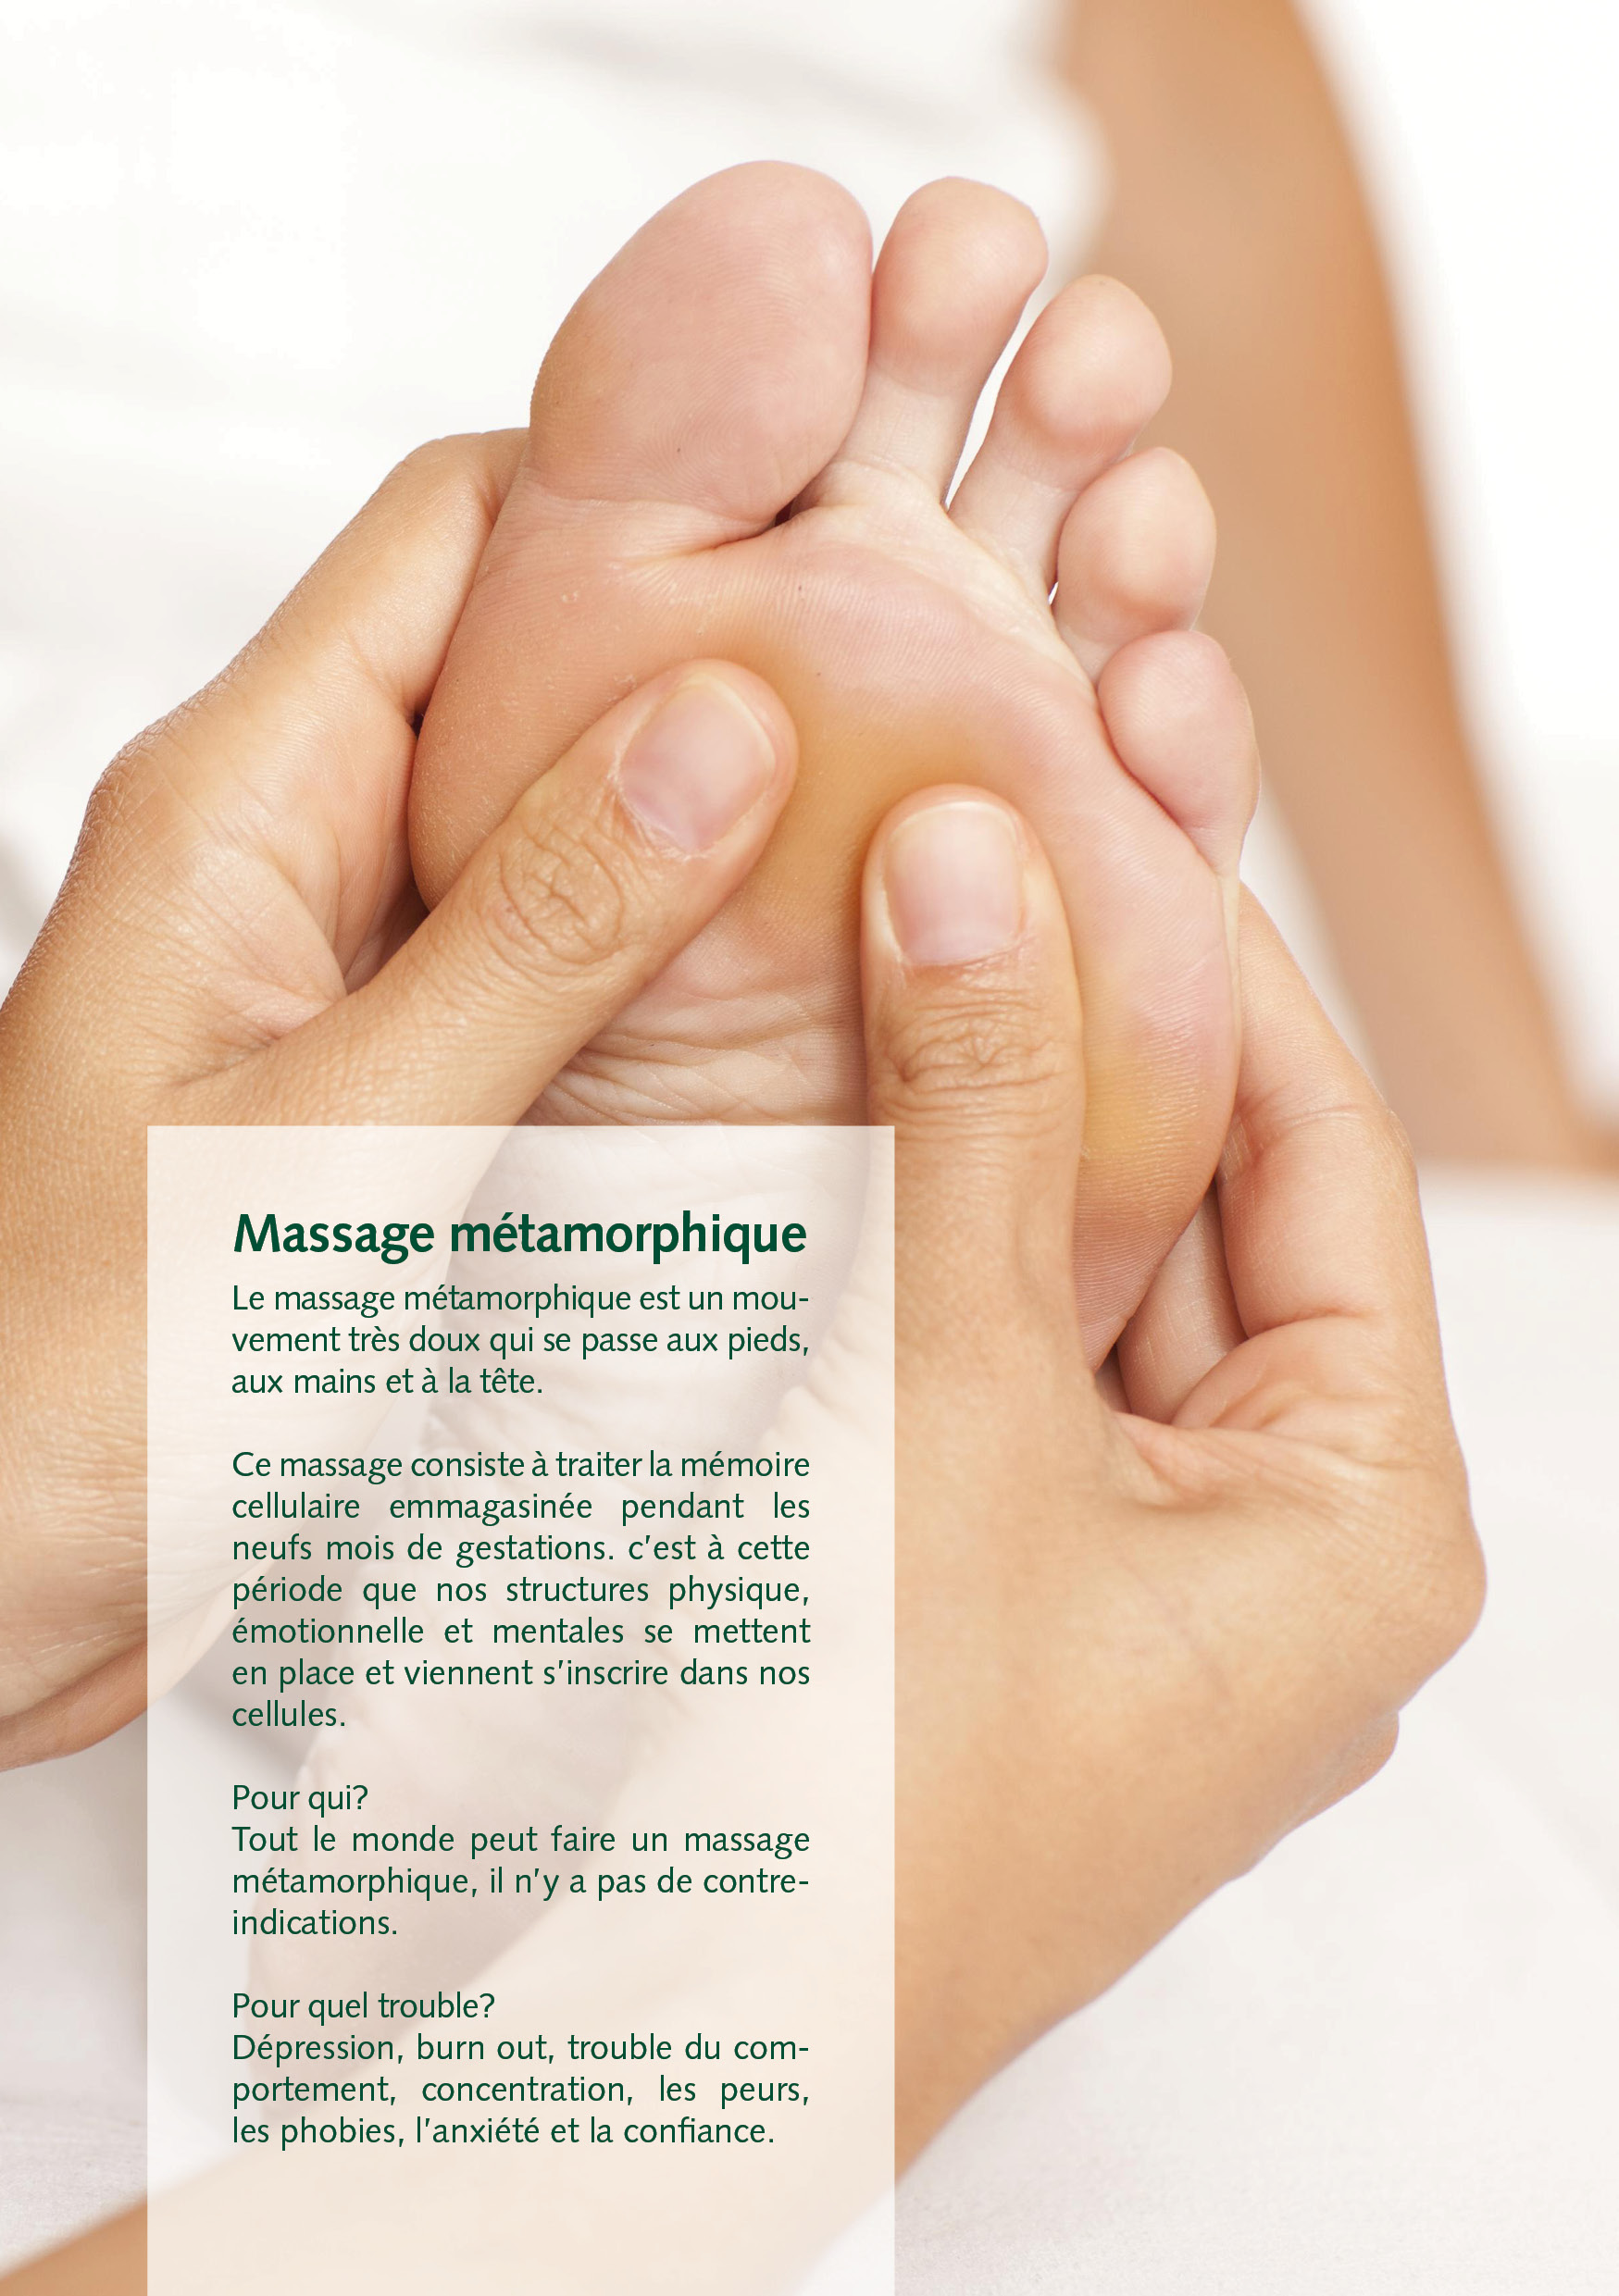 Massage métamorphique
Le massage métamorphique est un mou-
vement très doux qui se passe aux pieds,
aux mains et à la tête.
Ce massage consiste à traiter la mémoire
cellulaire emmagasinée pendant les
neufs mois de gestations. c'est à cette
période que nos structures physique,
émotionnelle et mentales se mettent
en place et viennent s'inscrire dans nos
cellules.
Pour qui?
Tout le monde peut faire un massage
métamorphique, il n'y a pas de contre-
indications.
Pour quel trouble?
Dépression, burn out, trouble du com-
portement, concentration, les peurs,
les phobies, l'anxiété et la confiance.